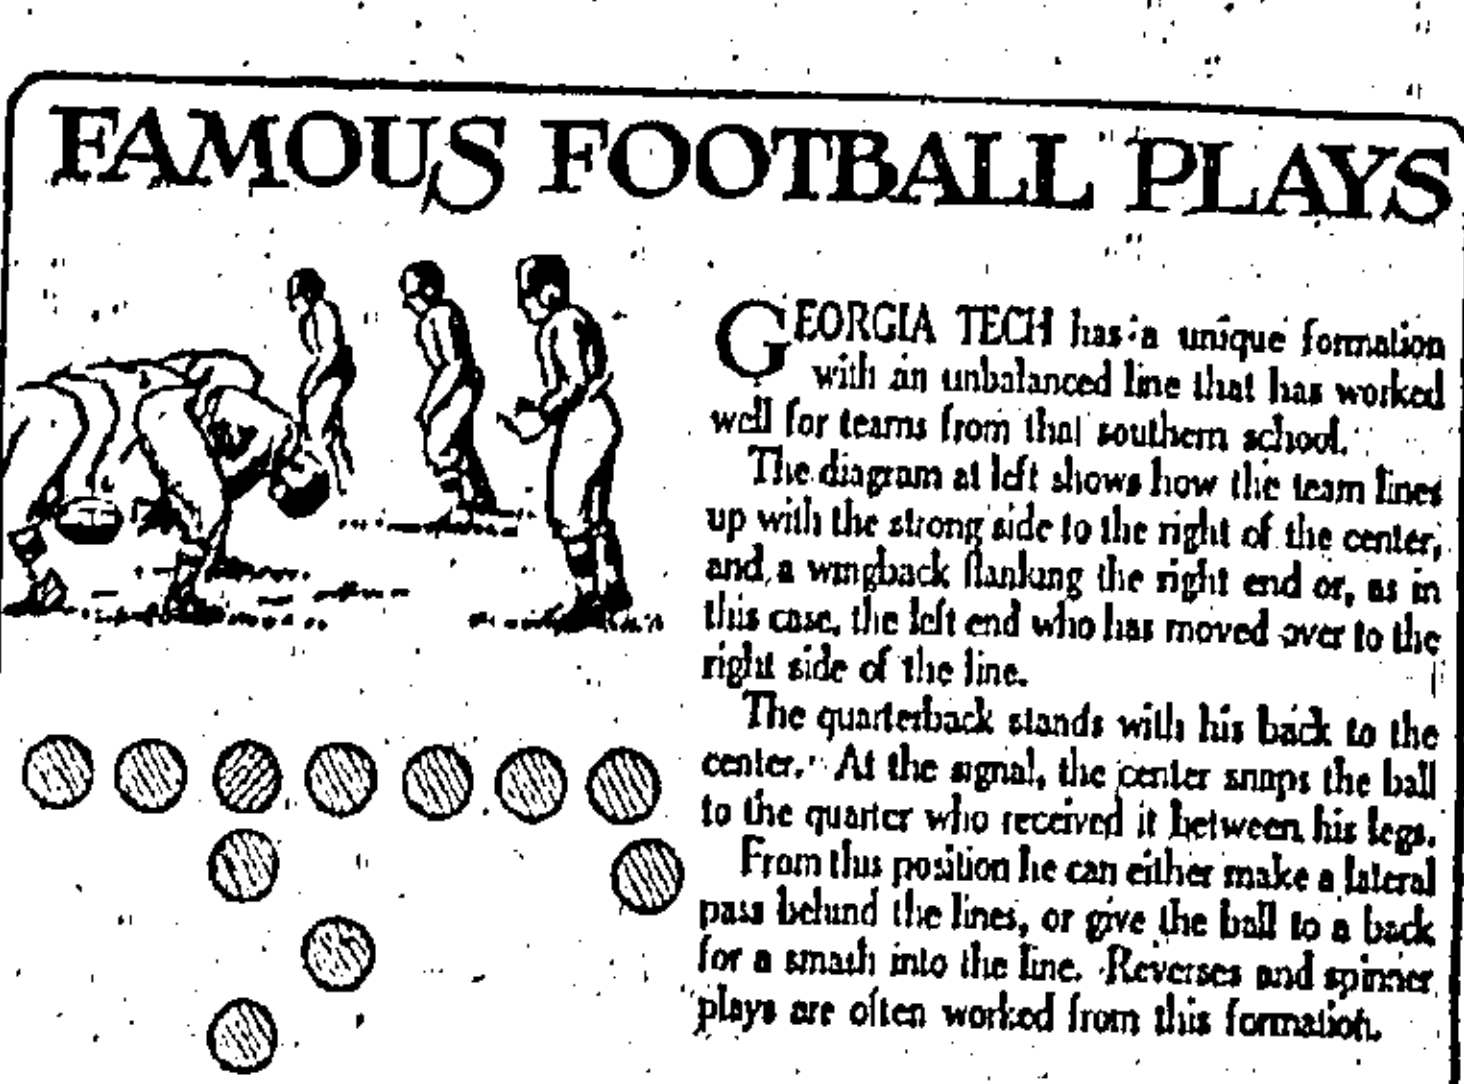 FAMOUS FOOTBALL PLAYS
GEORGIA TECH has a unique formation
with an unbalanced line that has worked
well for teams from that southern school.
The diagram at left shows how the team lines
up with the strong side to the right of the center,
and a wingback flanking the right end or, as in
this case, the left end who has moved over to the
right side of the line.
The quarterback stands with his back to the
center. At the signal, the center snaps the ball
to the quarter who received it between his legs.
From this position he can either make a lateral
pass behind the lines, or give the ball to a back
for a smash into the line. Reverses and spinner
plays are often worked from this formation.